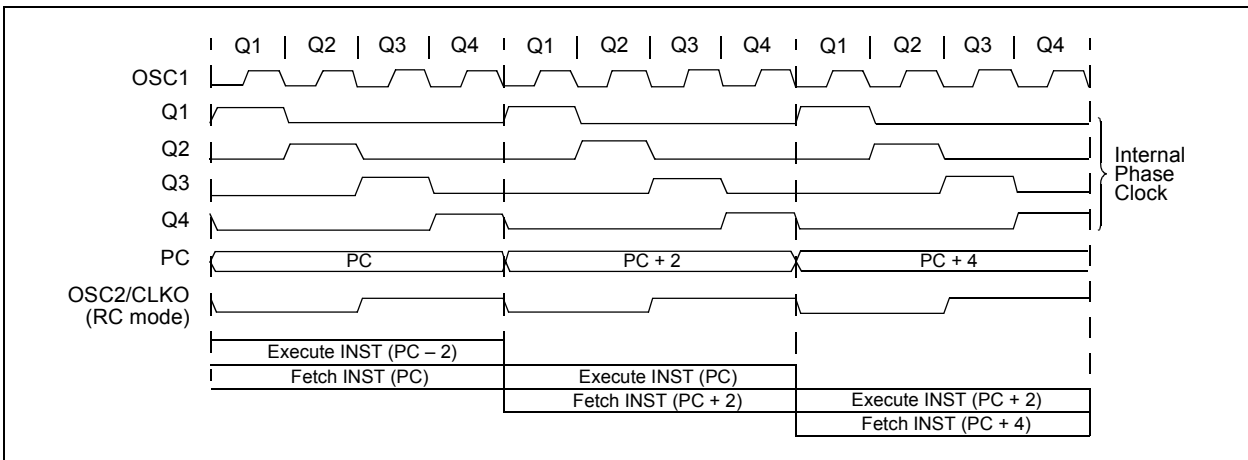 Q1 Q2 Q3 Q4 Q1 Q2 Q3 Q4 Q1 Q2 Q3 Q4
OSC1
Q1
Q2
Q3
Q4
Internal
Phase
Clock
PC PC PC + 2 PC + 4
OSC2/CLKO
(RC mode)
Execute INST (PC – 2)
Fetch INST (PC) Execute INST (PC)
Fetch INST (PC + 2) Execute INST (PC + 2)
Fetch INST (PC + 4)